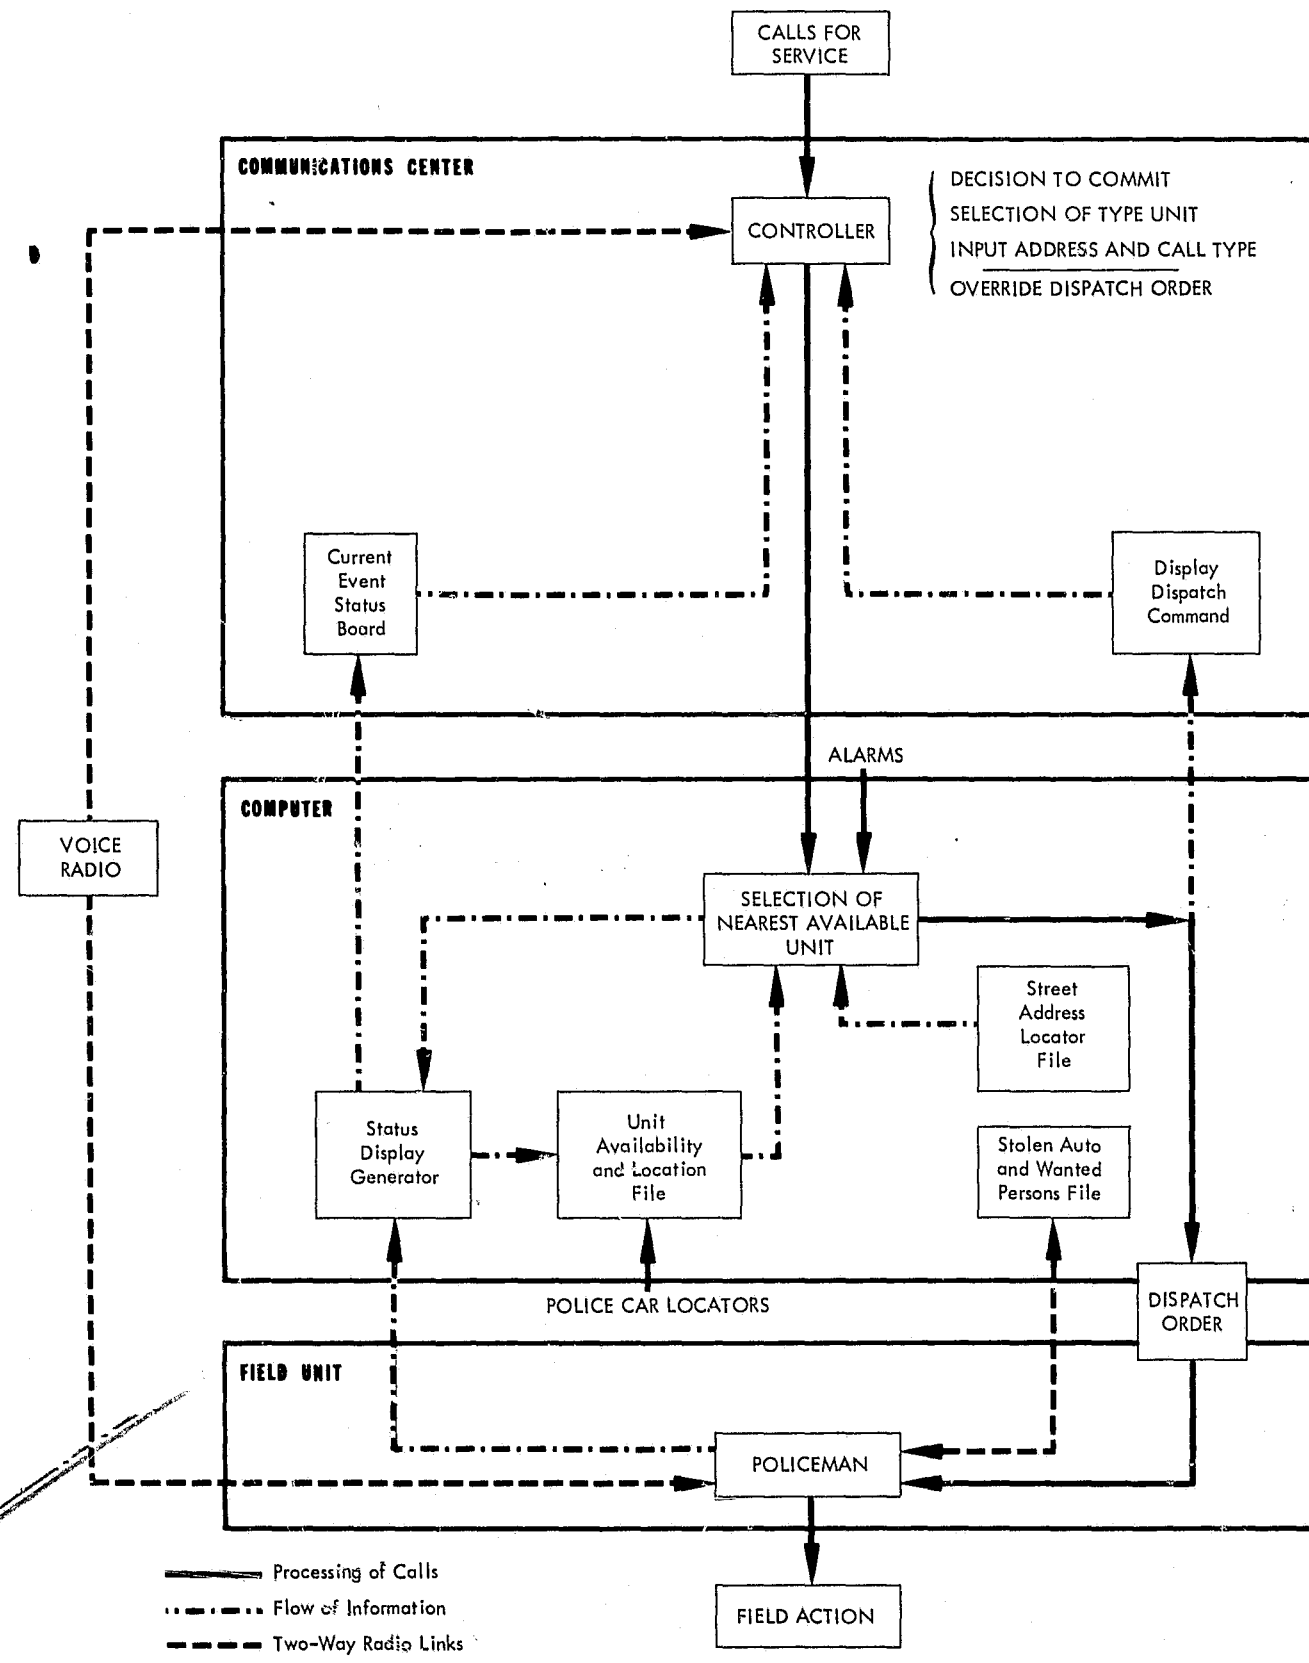 CALLS FOR
SERVICE
COMMUNICATIONS CENTER
CONTROLLER
DECISION TO COMMIT
SELECTION OF TYPE UNIT
INPUT ADDRESS AND CALL TYPE
OVERRIDE DISPATCH ORDER
Current
Event
Status
Board
Display
Dispatch
Command
ALARMS
COMPUTER
VOICE
RADIO
SELECTION OF
NEAREST AVAILABLE
UNIT
Street
Address
Locator
File
Status
Display
Generator
Unit
Availability
and Location
File
Stolen Auto
and Wanted
Persons File
POLICE CAR LOCATORS
DISPATCH
ORDER
FIELD UNIT
POLICEMAN
Processing of Calls
Flow of Information
Two-Way Radio Links
FIELD ACTION